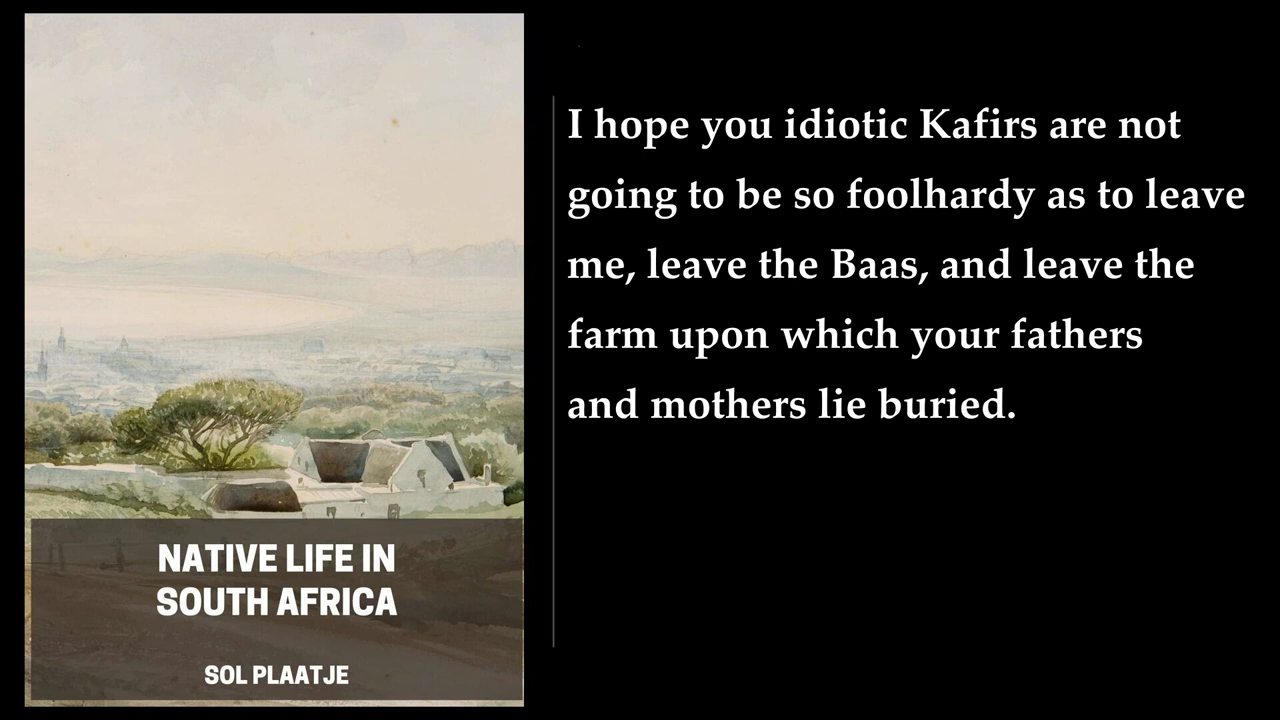 I hope you idiotic Kafirs are not
going to be so foolhardy as to leave
me, leave the Baas, and leave the
farm upon which your fathers
and mothers lie buried.
NATIVE LIFE IN
SOUTH AFRICA
SOL PLAATJE